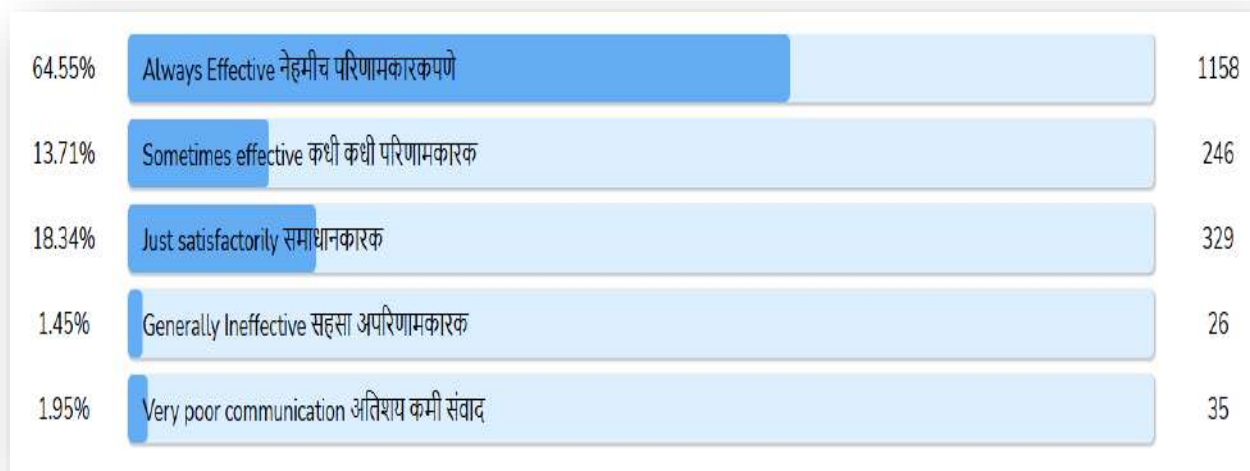 64.55% Always Effective नेहमीच परिणामकारकपणे 1158
13.71% Sometimes effective कधी कधी परिणामकारक 246
18.34% Just satisfactorily समाधानकारक 329
1.45% Generally Ineffective सहसा अपरिणामकारक 26
1.95% Very poor communication अतिशय कमी संवाद 35